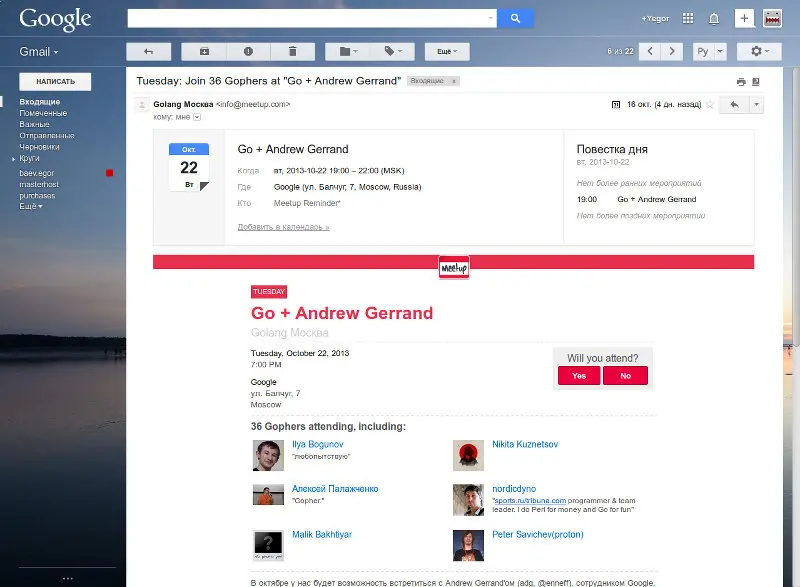 Google
+Yegor
Gmail
Ещё
6 из 22
Ру
НАПИСАТЬ
Входящие
Помеченные
Важные
Отправленные
Черновики
Круги
baev.egor
masterhost
purchases
Ещё
Tuesday: Join 36 Gophers at "Go + Andrew Gerrand"
Входящие x
Golang Москва <info@meetup.com>
31
16 окт. (4 дн. назад)
кому: мне
Окт.
22
Вт
Go + Andrew Gerrand
Когда вт, 2013-10-22 19:00 – 22:00 (MSK)
Где Google (ул. Балчуг, 7, Moscow, Russia)
Кто Meetup Reminder*
Добавить в календарь »
Повестка дня
вт, 2013-10-22
Нет более ранних мероприятий
19:00 Go + Andrew Gerrand
Нет более поздних мероприятий
Meetup
TUESDAY
Go + Andrew Gerrand
Golang Москва
Tuesday, October 22, 2013
7:00 PM
Google
ул. Балчуг, 7
Moscow
Will you attend?
Yes No
36 Gophers attending, including:
Ilya Bogunov
"любопытствую"
Nikita Kuznetsov
Алексей Палажченко
"Gopher."
nordicdyno
"sports.ru/tribuna.com programmer & team
leader. I do Perl for money and Go for fun"
Malik Bakhtiyar
?
Peter Savichev(proton)
В октябре у нас будет возможность встретиться с Andrew Gerrand'ом (adg, @enneff), сотрудником Google,